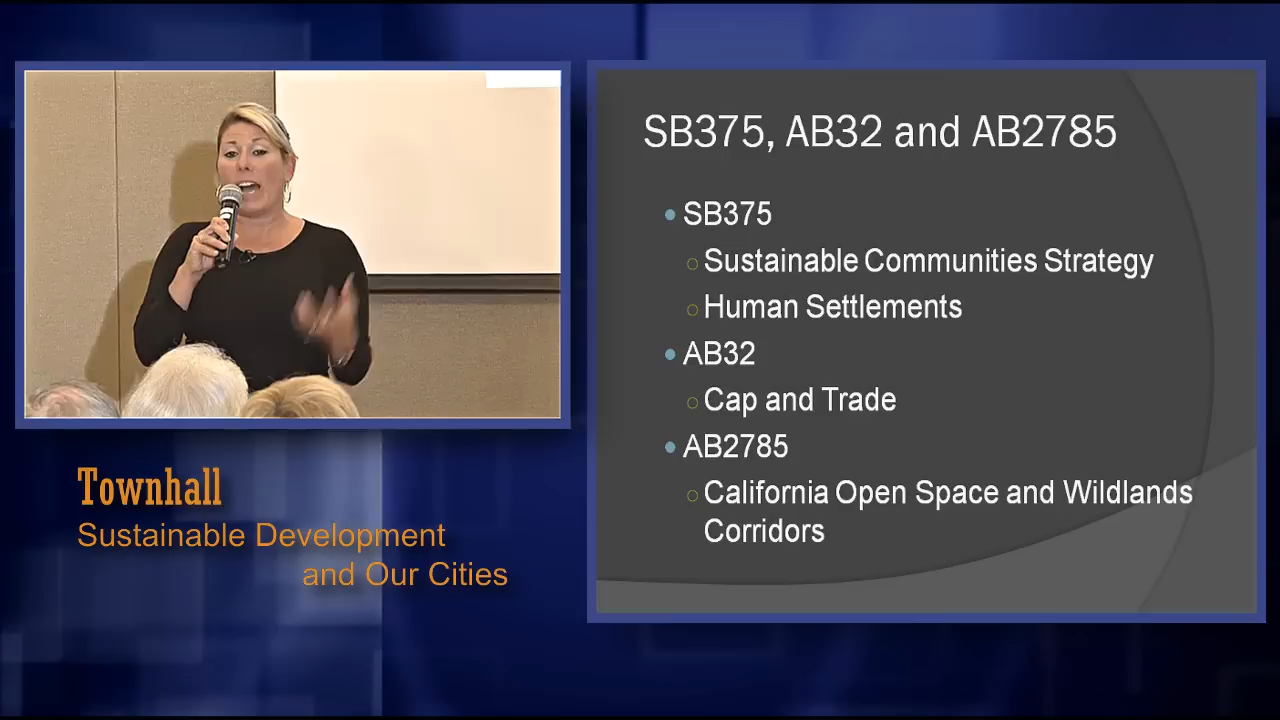 Townhall
Sustainable Development
and Our Cities
SB375, AB32 and AB2785
SB375
Sustainable Communities Strategy
Human Settlements
AB32
Cap and Trade
AB2785
California Open Space and Wildlands
Corridors